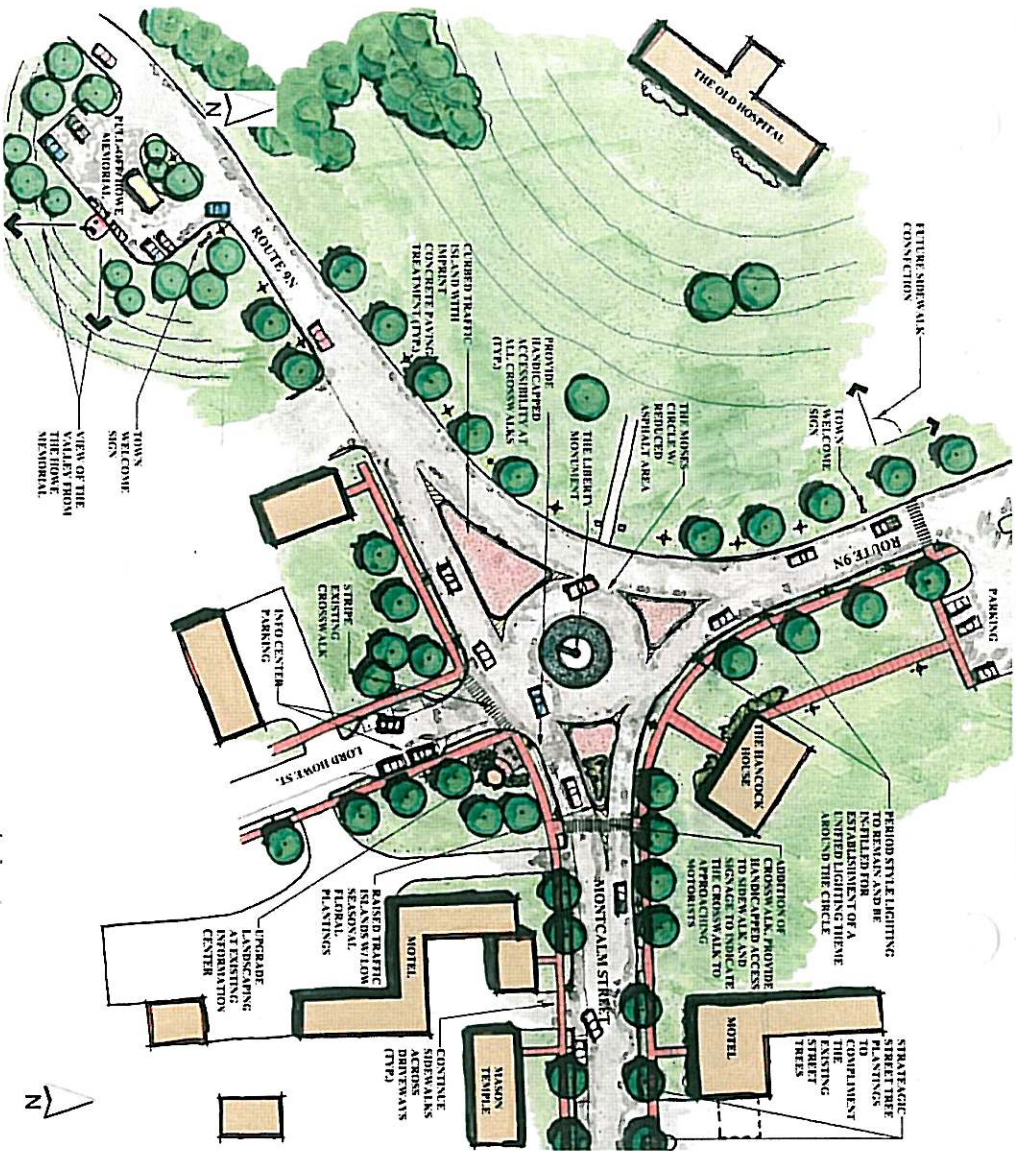 THE OLD HOSPITAL
FUTURE SIDEWALK
CONNECTION
TOWN
WELCOME
SIGN
ROUTE 9N
PARKING
THE MOSES
CIRCLE W/
REDUCED
ASPHALT AREA
THE LIBERTY
MONUMENT
PROVIDE
HANDICAPPED
ACCESSIBILITY AT
ALL CROSSWALKS
(TYP.)
CURBED TRAFFIC
ISLAND WITH
IMPRINT
CONCRETE PAVING
TREATMENT (TYP.)
ROUTE 9N
N
PULL-OFF/HOWE
MEMORIAL
TOWN
WELCOME
SIGN
VIEW OF THE
VALLEY FROM
THE HOWE
MEMORIAL
STRIPE
EXISTING
CROSSWALK
INFO CENTER
PARKING
LORD HOWE ST.
THE HANCOCK
HOUSE
PERIOD STYLE LIGHTING
TO REMAIN AND BE
IN-FILLED FOR
ESTABLISHMENT OF A
UNIFIED LIGHTING THEME
AROUND THE CIRCLE
ADDITION OF
CROSSWALK, PROVIDE
HANDICAPPED ACCESS
TO SIDEWALK AND
SIGNAGE TO INDICATE
THE CROSSWALK TO
APPROACHING
MOTORISTS
STRATEAGIC
STREET TREE
PLANTINGS
TO
COMPLIMENT
THE
EXISTING
STREET
TREES
MOTEL
MONTCALM STREET
RAISED TRAFFIC
ISLANDS W/ LOW
SEASONAL
FLORAL
PLANTINGS
UPGRADE
LANDSCAPING
AT EXISTING
INFORMATION
CENTER
MOTEL
MASON
TEMPLE
CONTINUE
SIDEWALKS
ACROSS
DRIVEWAYS
(TYP.)
N